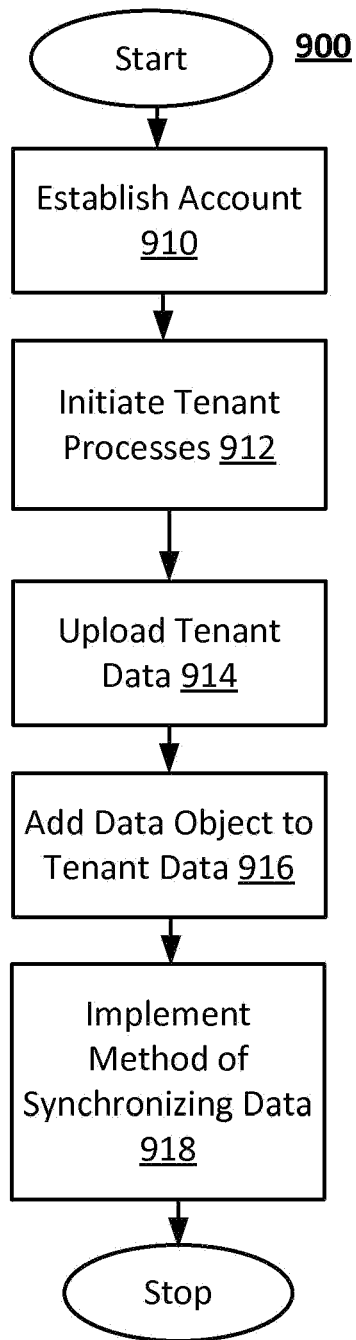 Start
900
Establish Account
910
Initiate Tenant
Processes 912
Upload Tenant
Data 914
Add Data Object to
Tenant Data 916
Implement
Method of
Synchronizing Data
918
Stop